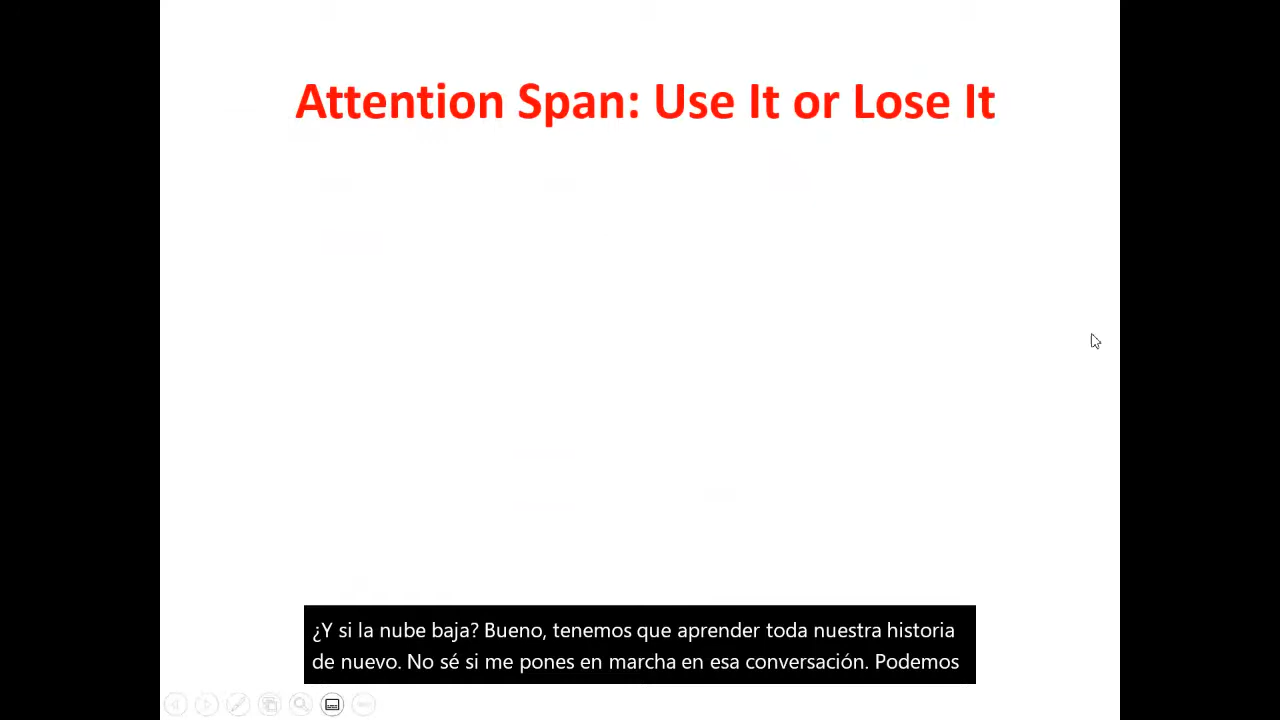 Attention Span: Use It or Lose It
¿Y si la nube baja? Bueno, tenemos que aprender toda nuestra historia
de nuevo. No sé si me pones en marcha en esa conversación. Podemos